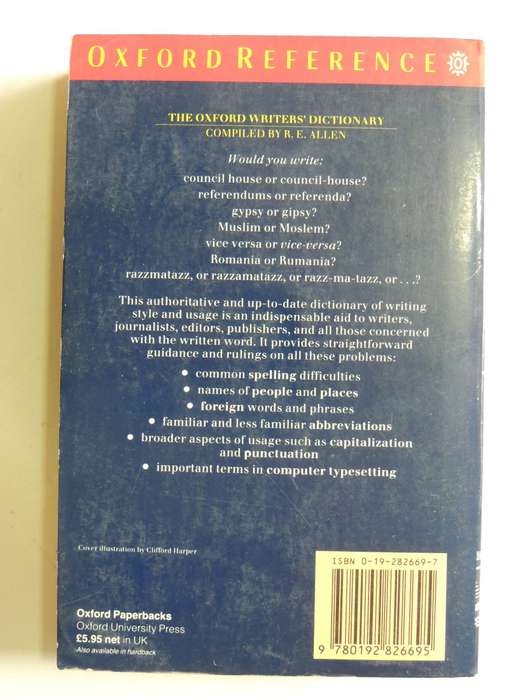 OXFORD REFERENCE
THE OXFORD WRITERS' DICTIONARY
COMPILED BY R. E. ALLEN
Would you write:
council house or council-house?
referendums or referenda?
gypsy or gipsy?
Muslim or Moslem?
vice versa or vice-versa?
Romania or Rumania?
razzmatazz, or razzamatazz, or razz-ma-tazz, or . . .?
This authoritative and up-to-date dictionary of writing
style and usage is an indispensable aid to writers,
journalists, editors, publishers, and all those concerned
with the written word. It provides straightforward
guidance and rulings on all these problems:
• common spelling difficulties
• names of people and places
• foreign words and phrases
• familiar and less familiar abbreviations
• broader aspects of usage such as capitalization
and punctuation
• important terms in computer typesetting
Cover illustration by Clifford Harper
ISBN 0-19-282669-7
Oxford Paperbacks
Oxford University Press
£5.95 net in UK
Also available in hardback
9 780192 826695